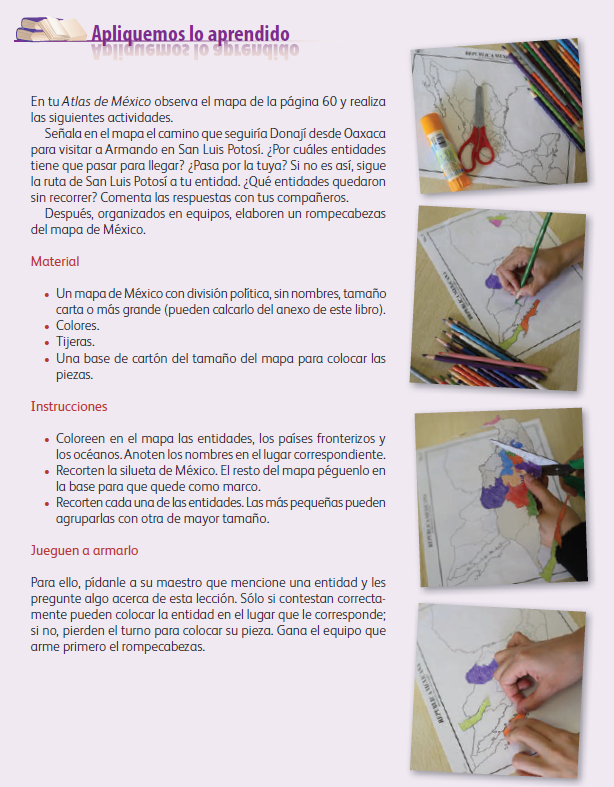 Apliquemos lo aprendido
En tu Atlas de México observa el mapa de la página 60 y realiza
las siguientes actividades.
Señala en el mapa el camino que seguiría Donají desde Oaxaca
para visitar a Armando en San Luis Potosí. ¿Por cuáles entidades
tiene que pasar para llegar? ¿Pasa por la tuya? Si no es así, sigue
la ruta de San Luis Potosí a tu entidad. ¿Qué entidades quedaron
sin recorrer? Comenta las respuestas con tus compañeros.
Después, organizados en equipos, elaboren un rompecabezas
del mapa de México.
Material
• Un mapa de México con división política, sin nombres, tamaño
carta o más grande (pueden calcarlo del anexo de este libro).
• Colores.
• Tijeras.
• Una base de cartón del tamaño del mapa para colocar las
piezas.
Instrucciones
• Coloreen en el mapa las entidades, los países fronterizos y
los océanos. Anoten los nombres en el lugar correspondiente.
• Recorten la silueta de México. El resto del mapa péguenlo en
la base para que quede como marco.
• Recorten cada una de las entidades. Las más pequeñas pueden
agruparlas con otra de mayor tamaño.
Jueguen a armarlo
Para ello, pídanle a su maestro que mencione una entidad y les
pregunte algo acerca de esta lección. Sólo si contestan correcta-
mente pueden colocar la entidad en el lugar que le corresponde;
si no, pierden el turno para colocar su pieza. Gana el equipo que
arme primero el rompecabezas.
REPUBLICA MEXICANA
REPUBLICA MEXICANA
REPUBLICA MEXICANA
REPUBLICA MEXICANA